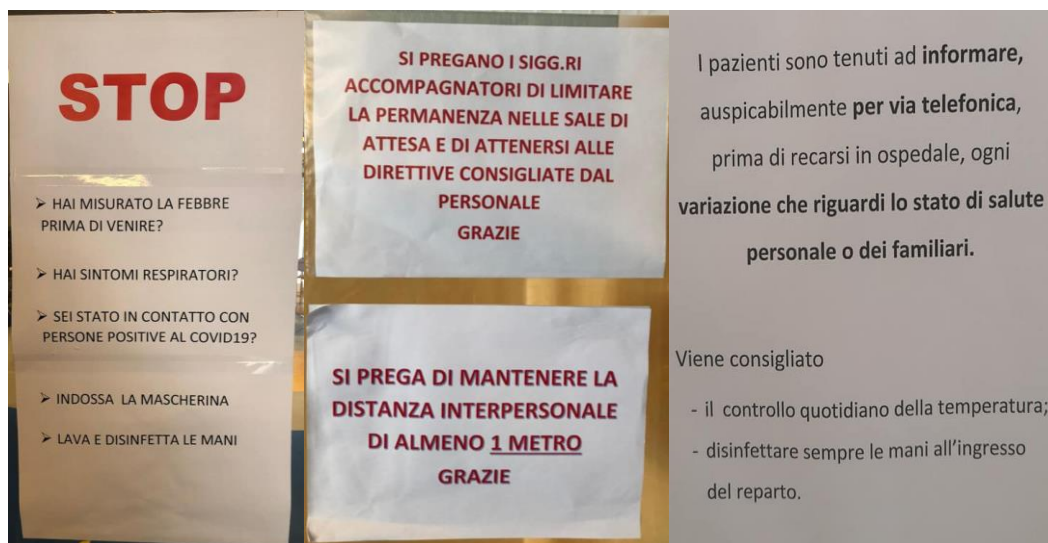 STOP
➢ HAI MISURATO LA FEBBRE
PRIMA DI VENIRE?
➢ HAI SINTOMI RESPIRATORI?
➢ SEI STATO IN CONTATTO CON
PERSONE POSITIVE AL COVID19?
➢ INDOSSA LA MASCHERINA
➢ LAVA E DISINFETTA LE MANI
SI PREGANO I SIGG.RI
ACCOMPAGNATORI DI LIMITARE
LA PERMANENZA NELLE SALE DI
ATTESA E DI ATTENERSI ALLE
DIRETTIVE CONSIGLIATE DAL
PERSONALE
GRAZIE
SI PREGA DI MANTENERE LA
DISTANZA INTERPERSONALE
DI ALMENO 1 METRO
GRAZIE
I pazienti sono tenuti ad informare,
auspicabilmente per via telefonica,
prima di recarsi in ospedale, ogni
variazione che riguardi lo stato di salute
personale o dei familiari.
Viene consigliato
- il controllo quotidiano della temperatura;
- disinfettare sempre le mani all'ingresso
del reparto.